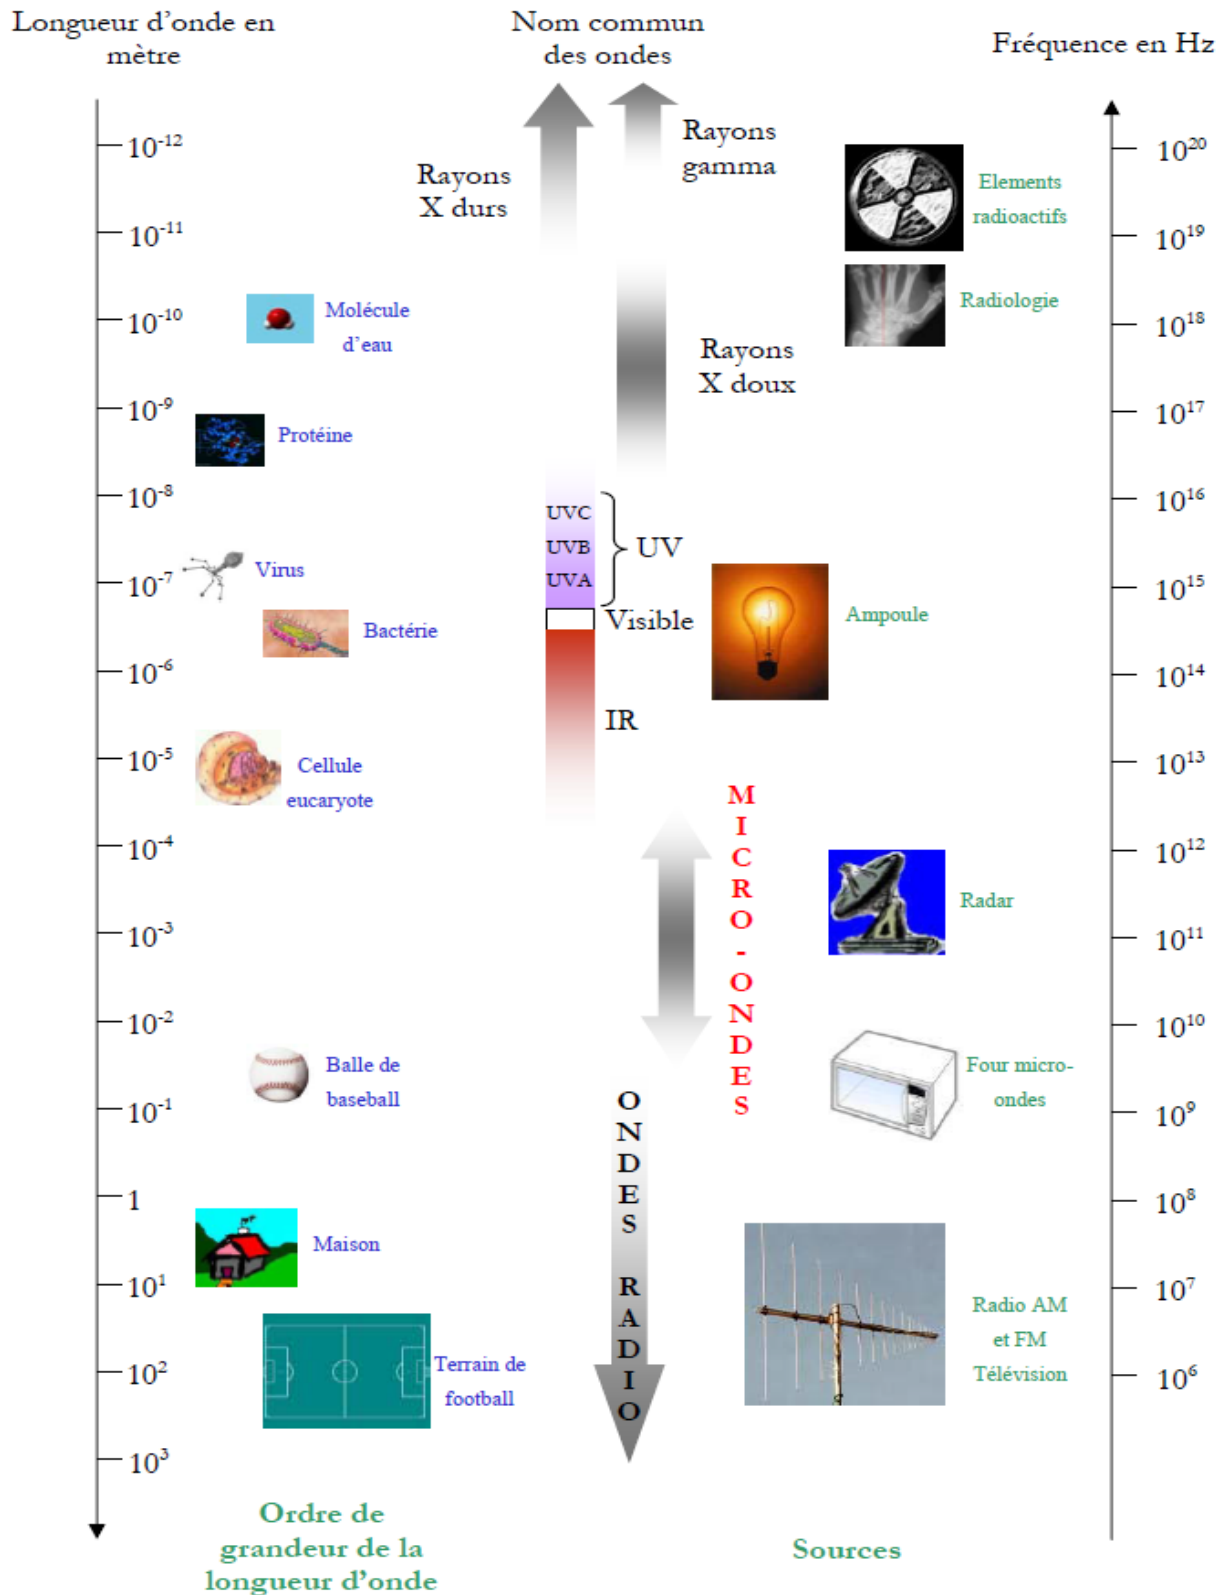 Longueur d'onde en
mètre
Nom commun
des ondes
Fréquence en Hz
10⁻¹²
10⁻¹¹
10⁻¹⁰
10⁻⁹
10⁻⁸
10⁻⁷
10⁻⁶
10⁻⁵
10⁻⁴
10⁻³
10⁻²
10⁻¹
1
10¹
10²
10³
Molécule
d'eau
Protéine
Virus
Bactérie
Cellule
eucaryote
Balle de
baseball
Maison
Terrain de
football
Ordre de
grandeur de la
longueur d'onde
Rayons
X durs
Rayons
gamma
Rayons
X doux
UVC
UVB
UVA
UV
Visible
IR
MICRO-ONDES
ONDES RADIO
Elements
radioactifs
Radiologie
Ampoule
Radar
Four micro-
ondes
Radio AM
et FM
Télévision
Sources
10²⁰
10¹⁹
10¹⁸
10¹⁷
10¹⁶
10¹⁵
10¹⁴
10¹³
10¹²
10¹¹
10¹⁰
10⁹
10⁸
10⁷
10⁶